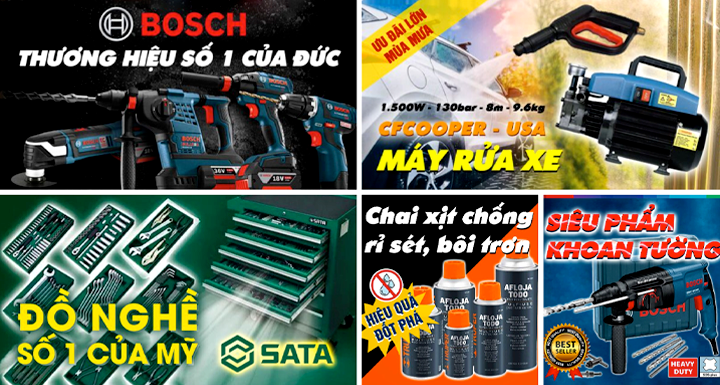 BOSCH
THƯƠNG HIỆU SỐ 1 CỦA ĐỨC
36V
18V
ƯU ĐÃI LỚN
MÙA MƯA
1.500W - 130bar - 8m - 9.6kg
CFCOOPER - USA
MÁY RỬA XE
SATA
ĐỒ NGHỀ
SỐ 1 CỦA MỸ
SATA
Chai xịt chống
rỉ sét, bôi trơn
HIỆU QUẢ
ĐỘT PHÁ
AFLOJA
TODO
AFLOJA
TODO
AFLOJA
TODO
AFLOJA
TODO
SIÊU PHẨM
KHOAN TƯỜNG
BOSCH
BEST
SELLER
HEAVY
DUTY